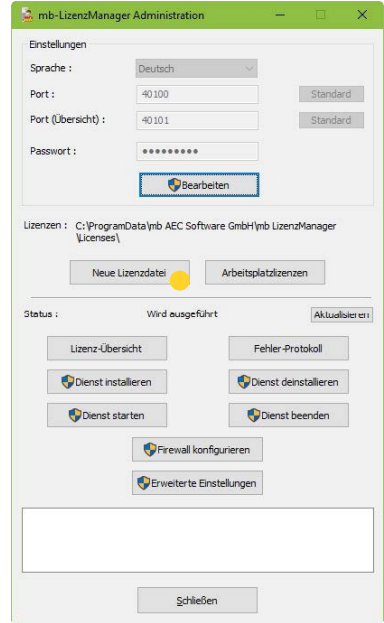 mb-LizenzManager Administration
Einstellungen
Sprache : Deutsch
Port : 40100 Standard
Port (Übersicht) : 40101 Standard
Passwort : •••••••••
Bearbeiten
Lizenzen : C:\ProgramData\mb AEC Software GmbH\mb LizenzManager
\Licenses\
Neue Lizenzdatei Arbeitsplatzlizenzen
Status : Wird ausgeführt Aktualisieren
Lizenz-Übersicht Fehler-Protokoll
Dienst installieren Dienst deinstallieren
Dienst starten Dienst beenden
Firewall konfigurieren
Erweiterte Einstellungen
Schließen